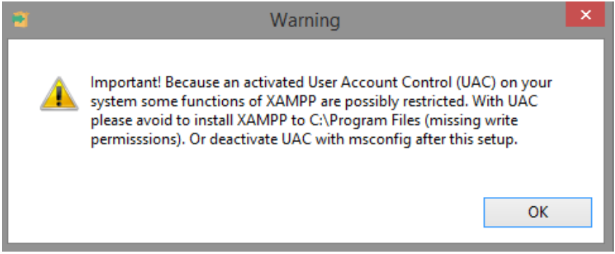 Warning
Important! Because an activated User Account Control (UAC) on your
system some functions of XAMPP are possibly restricted. With UAC
please avoid to install XAMPP to C:\Program Files (missing write
permisssions). Or deactivate UAC with msconfig after this setup.
OK